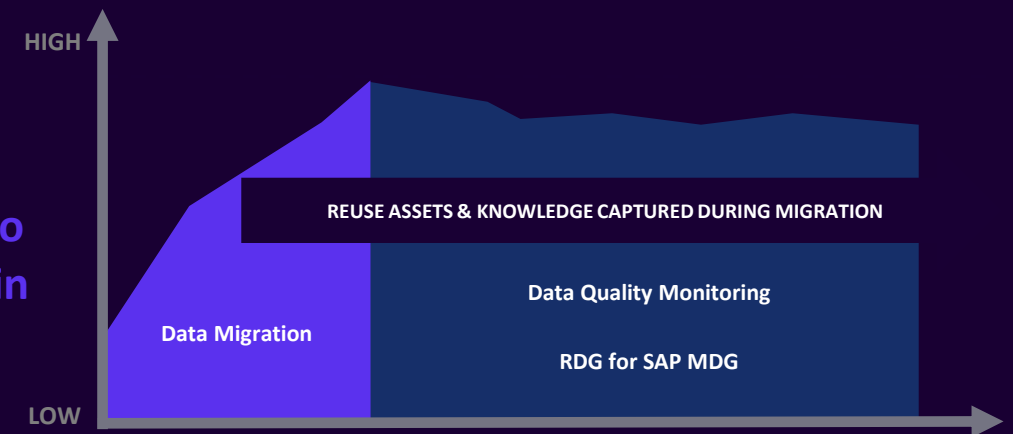 HIGH
REUSE ASSETS & KNOWLEDGE CAPTURED DURING MIGRATION
Data Quality Monitoring
Data Migration
RDG for SAP MDG
LOW